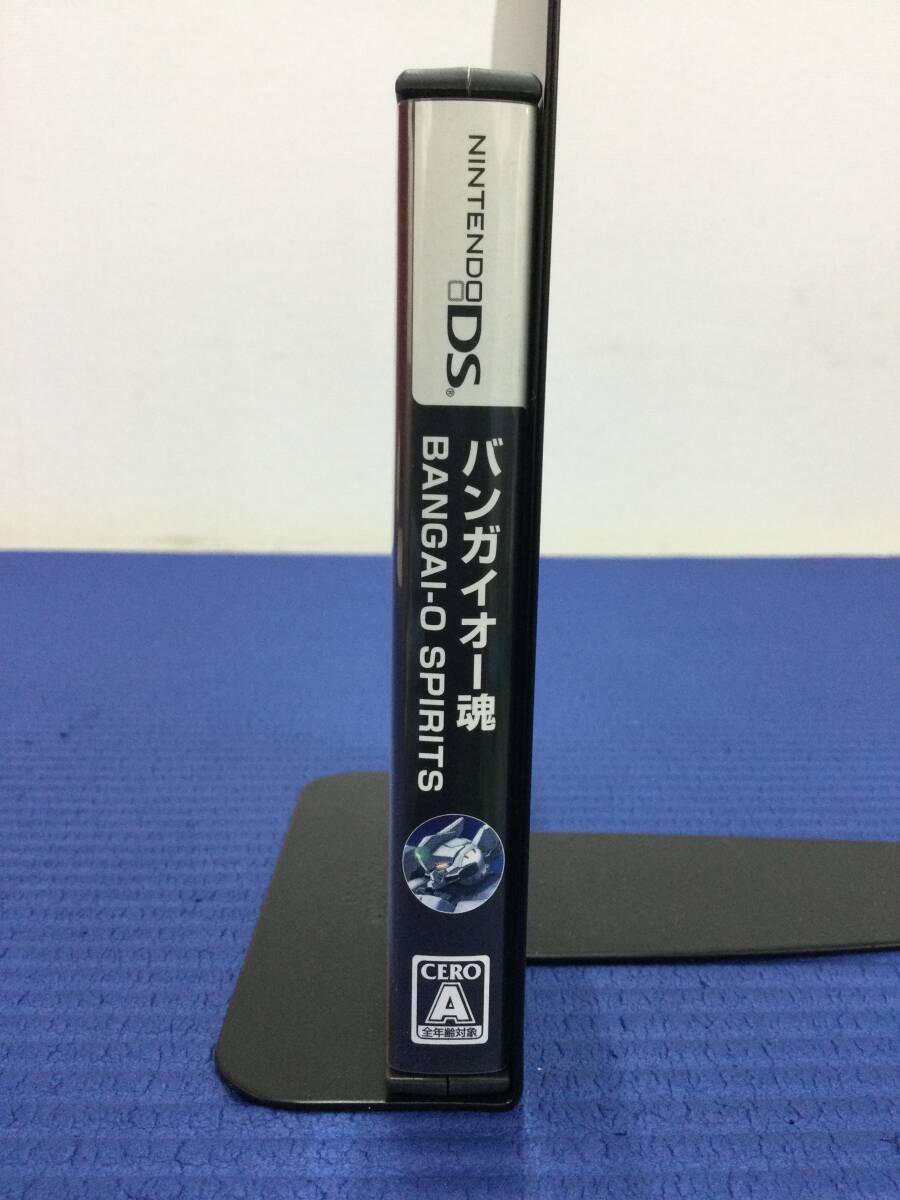 NINTENDO DS®
バンガイオー魂
BANGAI-O SPIRITS
CERO
A
全年齢対象